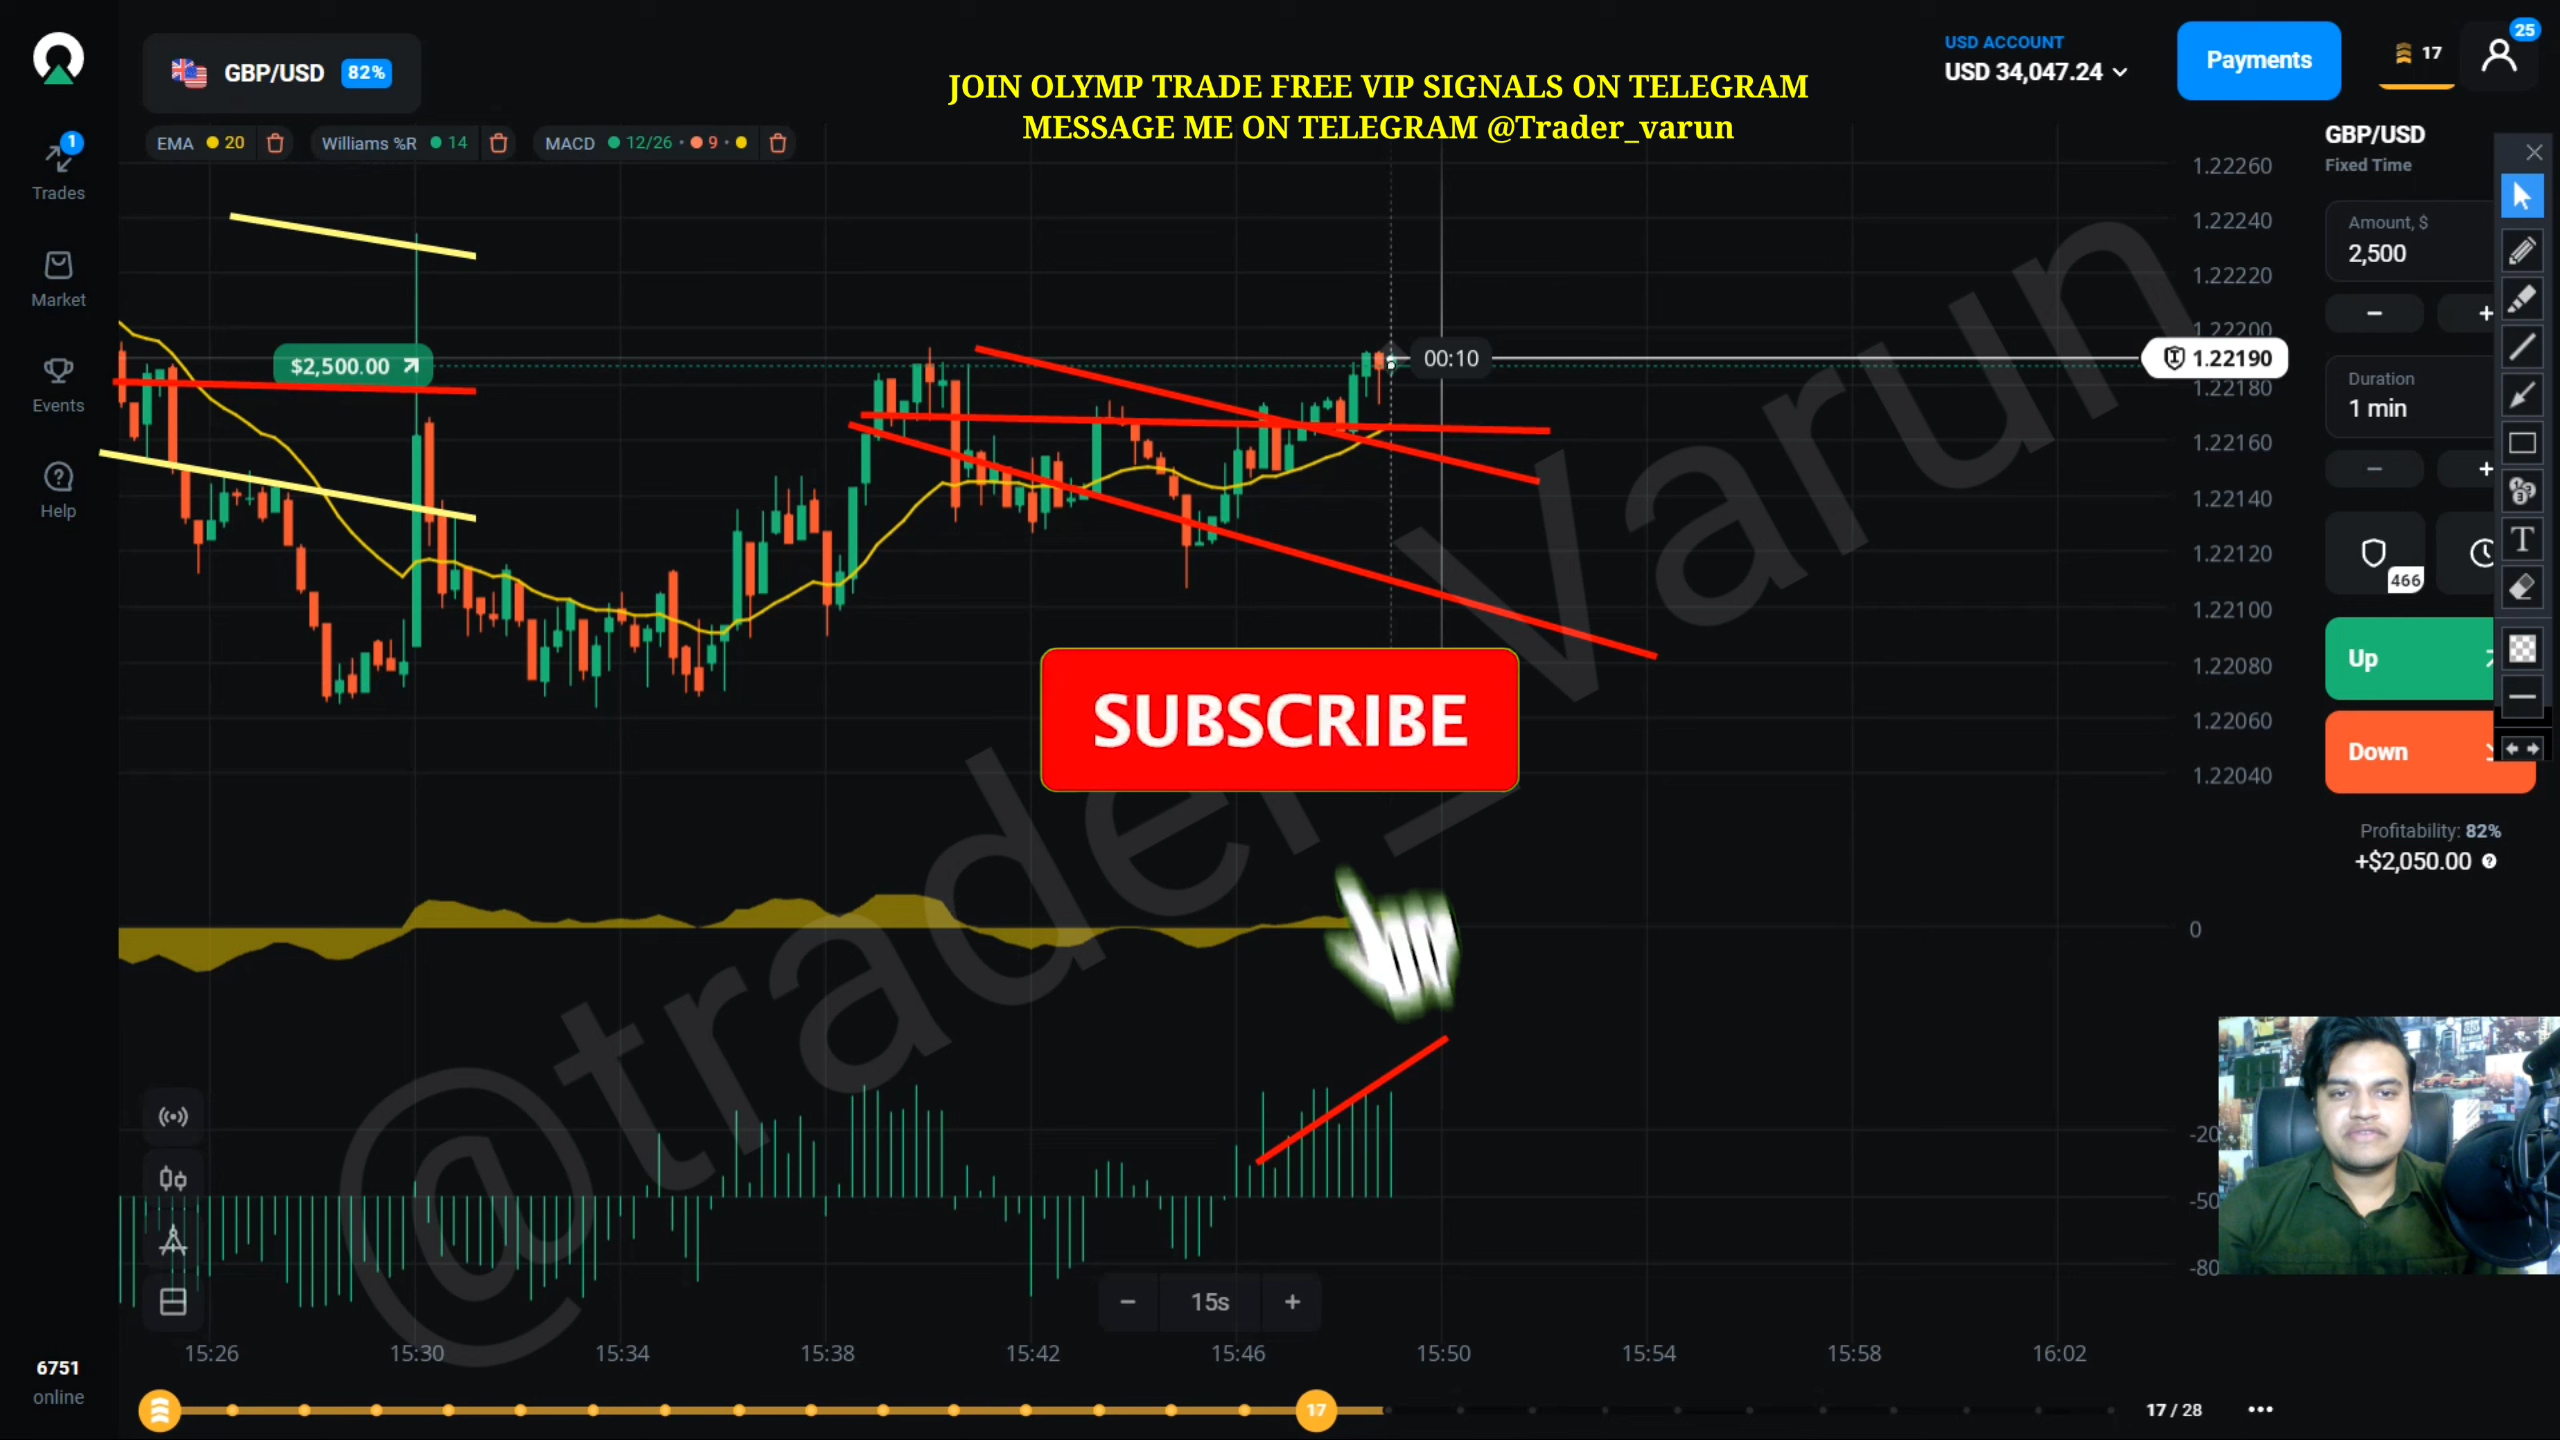 GBP/USD 82%
JOIN OLYMP TRADE FREE VIP SIGNALS ON TELEGRAM
MESSAGE ME ON TELEGRAM @Trader_varun
USD ACCOUNT
USD 34,047.24
Payments
17
25
EMA 20
Williams %R 14
MACD 12/26 • 9 •
1
Trades
Market
Events
Help
GBP/USD
Fixed Time
Amount, $
2,500
−
+
Duration
1 min
−
+
466
Up
Down
Profitability: 82%
+$2,050.00
$2,500.00
00:10
1.22260
1.22240
1.22220
1.22200
1.22190
1.22180
1.22160
1.22140
1.22120
1.22100
1.22080
1.22060
1.22040
SUBSCRIBE
@trader_Varun
0
-20
-50
-80
− 15s +
15:26 15:30 15:34 15:38 15:42 15:46 15:50 15:54 15:58 16:02
6751
online
17
17 / 28